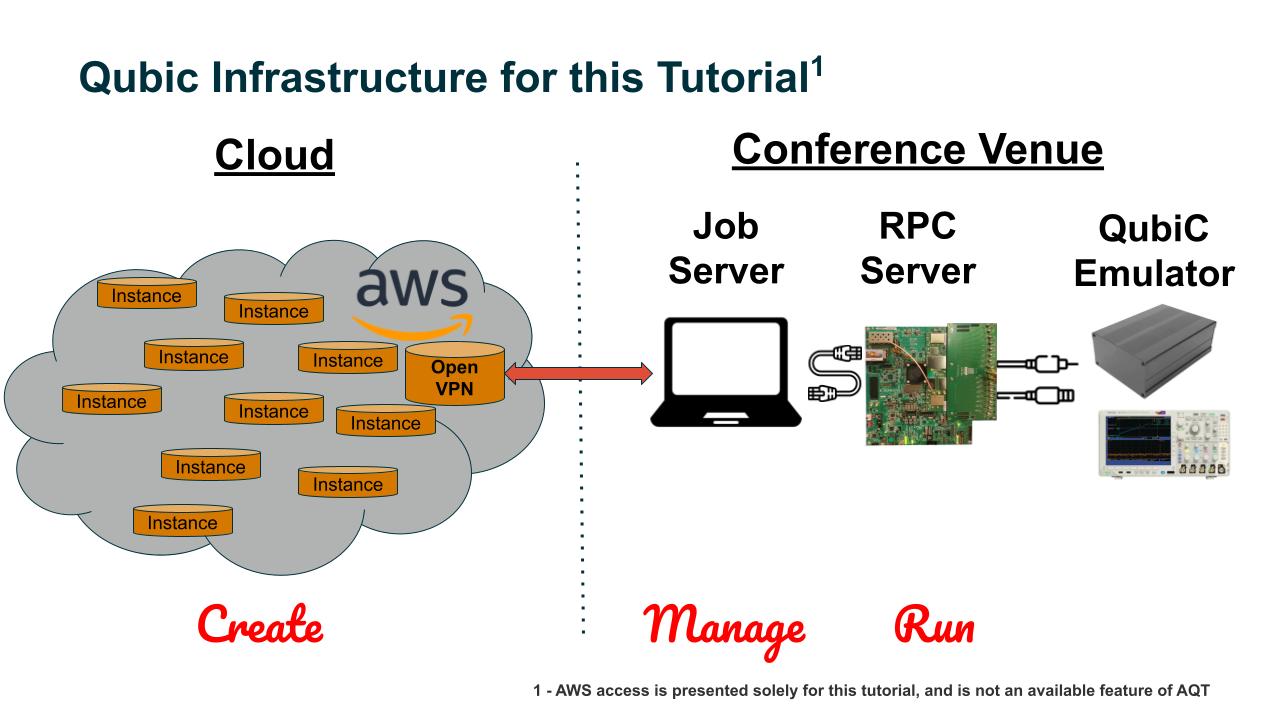 Qubic Infrastructure for this Tutorial1
Cloud
Conference Venue
Job
Server
RPC
Server
QubiC
Emulator
aws
Instance
Instance
Instance
Instance
Open
VPN
Instance
Instance
Instance
Instance
Instance
Instance
Create
Manage
Run
1 - AWS access is presented solely for this tutorial, and is not an available feature of AQT